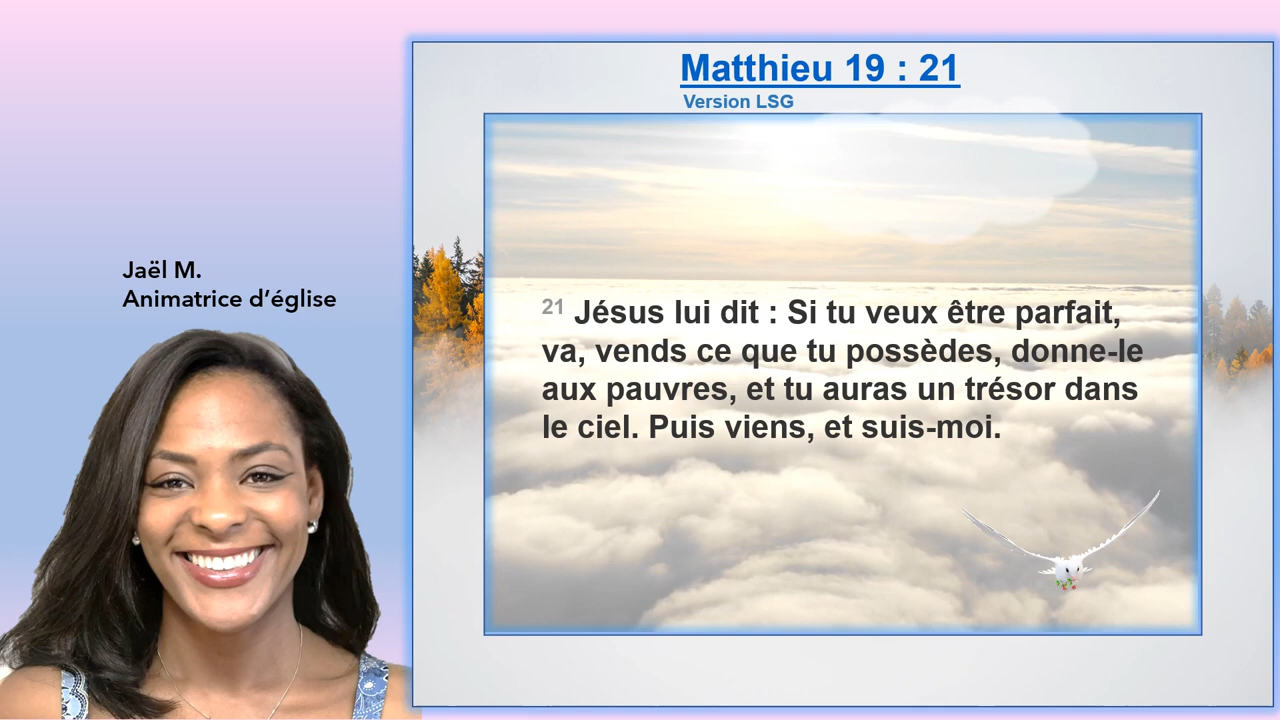 Matthieu 19 : 21
Version LSG
Jaël M.
Animatrice d’église
21 Jésus lui dit : Si tu veux être parfait,
va, vends ce que tu possèdes, donne-le
aux pauvres, et tu auras un trésor dans
le ciel. Puis viens, et suis-moi.